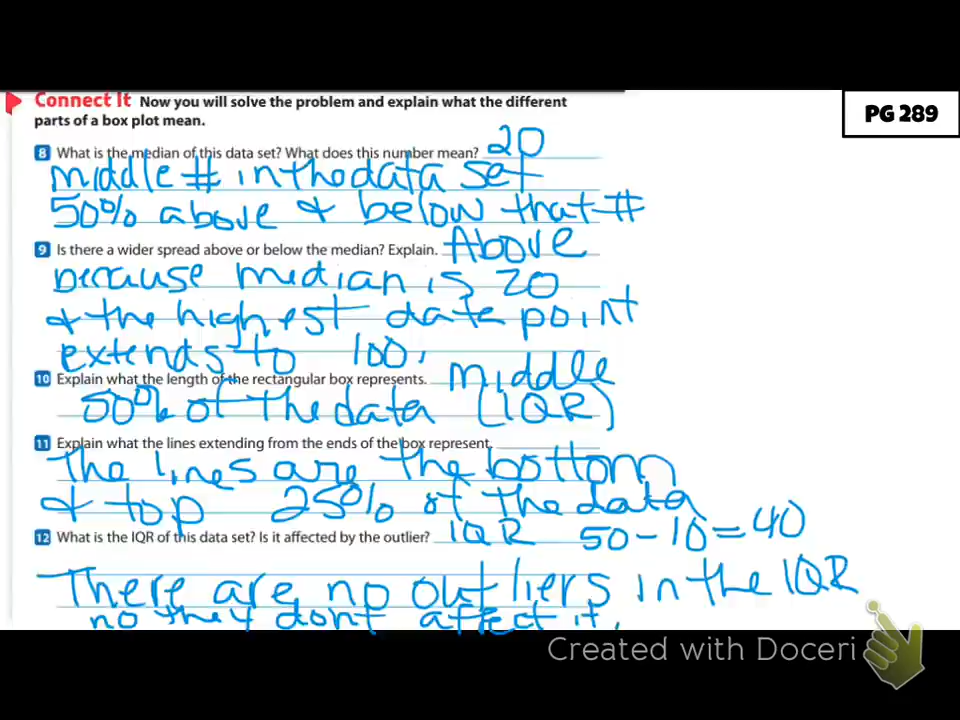 Connect It Now you will solve the problem and explain what the different
parts of a box plot mean.
PG 289
8 What is the median of this data set? What does this number mean? 20
middle # in the data set
50% above & below that #
9 Is there a wider spread above or below the median? Explain. Above
because median is 20
& the highest data point
extends to 100.
10 Explain what the length of the rectangular box represents. Middle
50% of the data (IQR)
11 Explain what the lines extending from the ends of the box represent.
The lines are the bottom
& top 25% of the data
12 What is the IQR of this data set? Is it affected by the outlier? IQR 50-10=40
There are no outliers in the IQR
no they dont affect it.
Created with Doceri